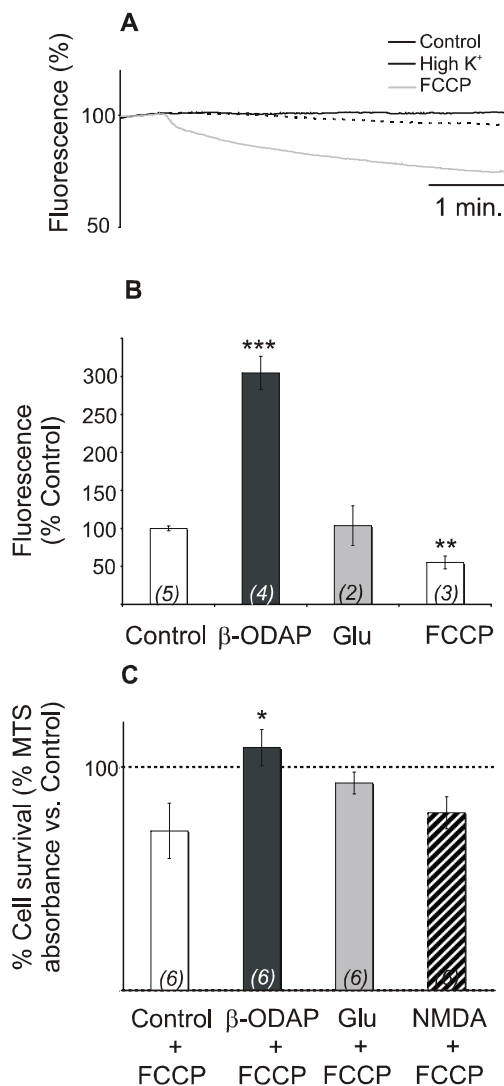 A
Control
High K⁺
FCCP
Fluorescence (%)
100
50
1 min.
B
Fluorescence
(% Control)
300
250
200
150
100
50
***
**
(5)
(4)
(2)
(3)
Control
β-ODAP
Glu
FCCP
C
% Cell survival (% MTS
absorbance vs. Control)
100
*
(6)
(6)
(6)
Control
+
FCCP
β-ODAP
+
FCCP
Glu
+
FCCP
NMDA
+
FCCP